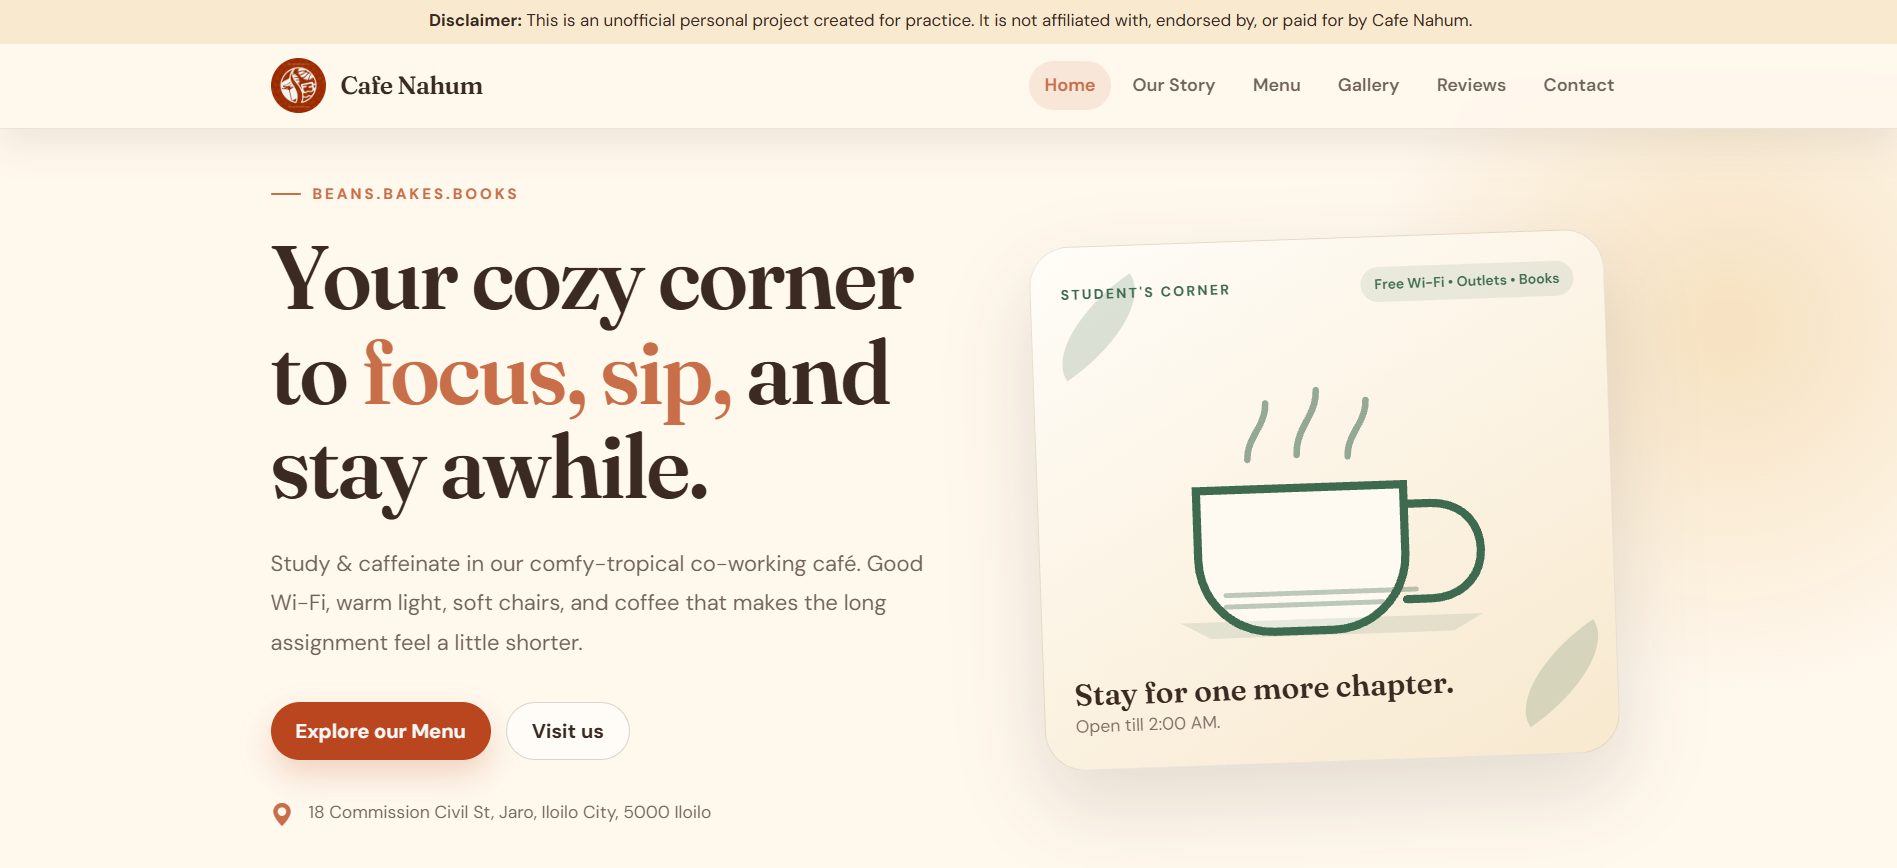 Disclaimer: This is an unofficial personal project created for practice. It is not affiliated with, endorsed by, or paid for by Cafe Nahum.
Cafe Nahum
Home Our Story Menu Gallery Reviews Contact
BEANS.BAKES.BOOKS
Your cozy corner
to focus, sip, and
stay awhile.
Study & caffeinate in our comfy-tropical co-working café. Good
Wi-Fi, warm light, soft chairs, and coffee that makes the long
assignment feel a little shorter.
Explore our Menu Visit us
18 Commission Civil St, Jaro, Iloilo City, 5000 Iloilo
STUDENT'S CORNER
Free Wi-Fi • Outlets • Books
Stay for one more chapter.
Open till 2:00 AM.